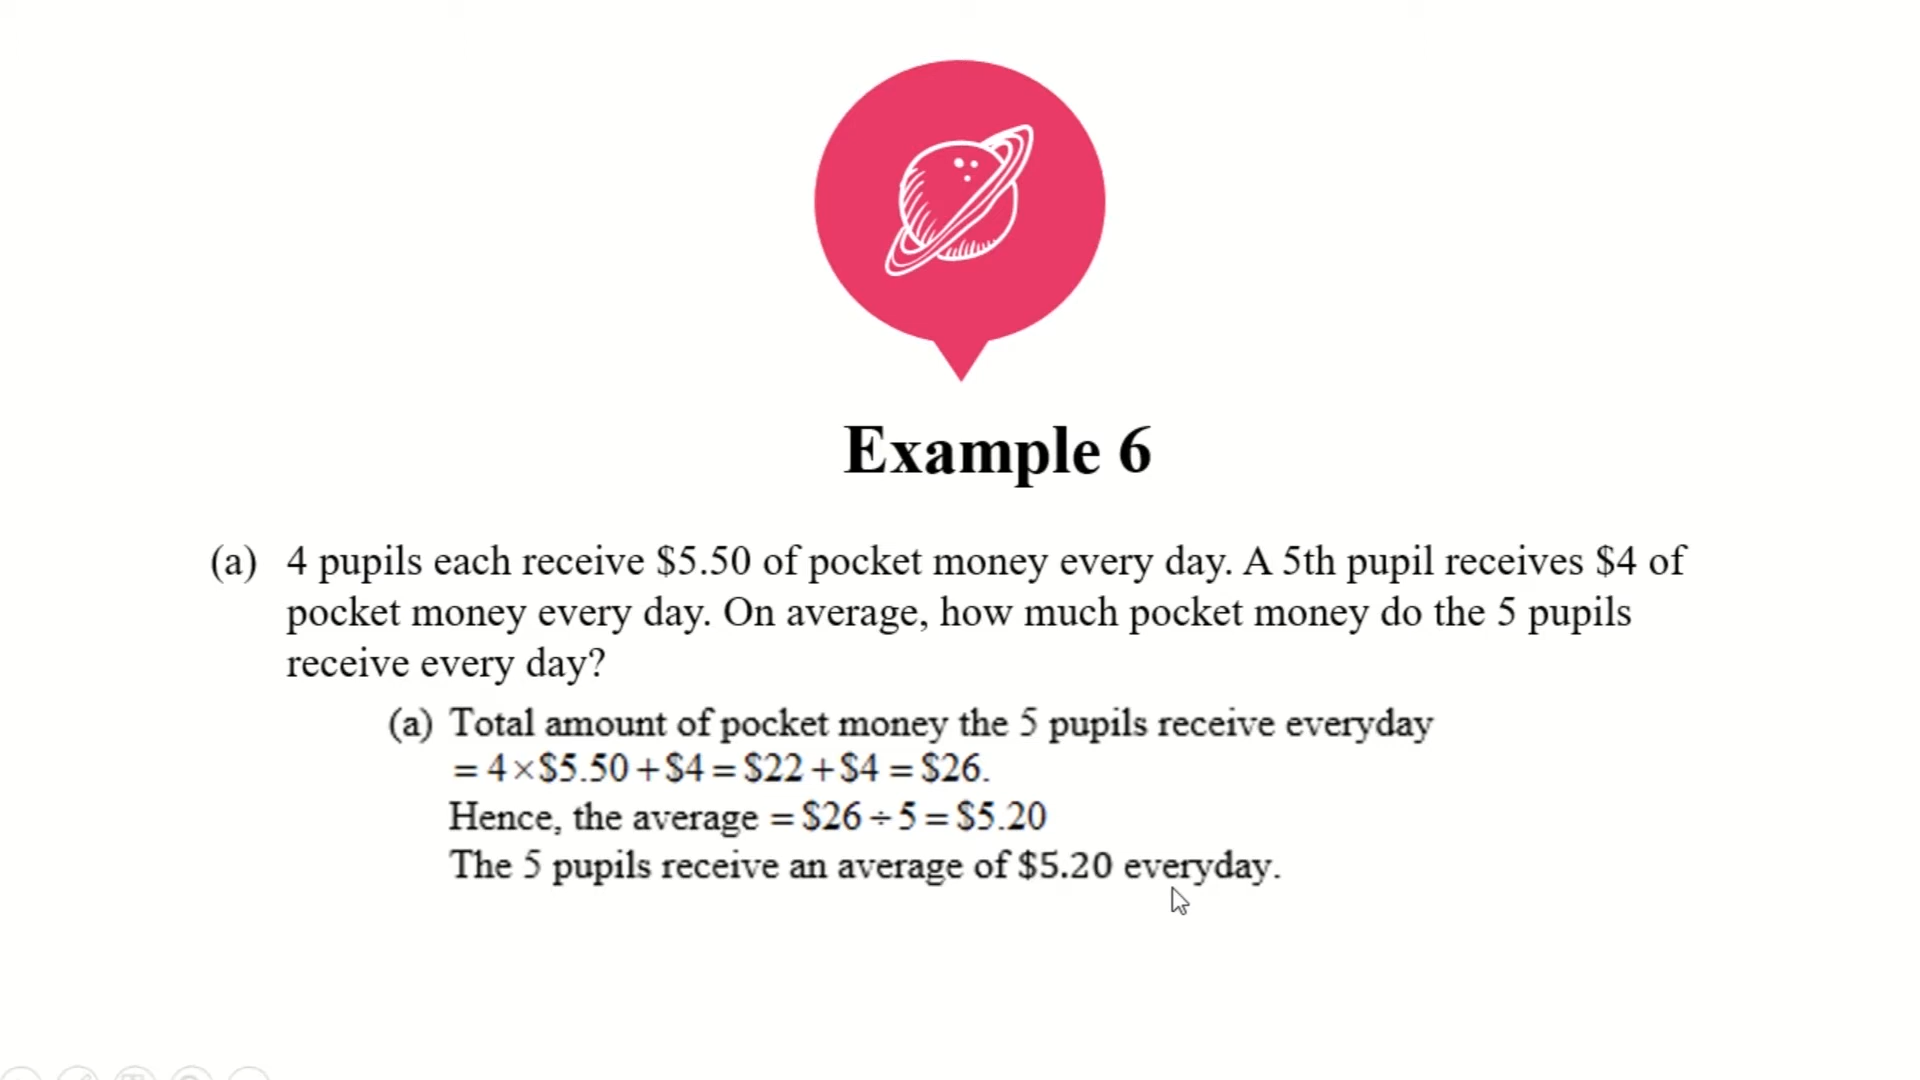 Example 6
(a) 4 pupils each receive $5.50 of pocket money every day. A 5th pupil receives $4 of
pocket money every day. On average, how much pocket money do the 5 pupils
receive every day?
(a) Total amount of pocket money the 5 pupils receive everyday
= 4×$5.50+$4=$22+$4 =$26.
Hence, the average = $26÷5=$5.20
The 5 pupils receive an average of $5.20 everyday.